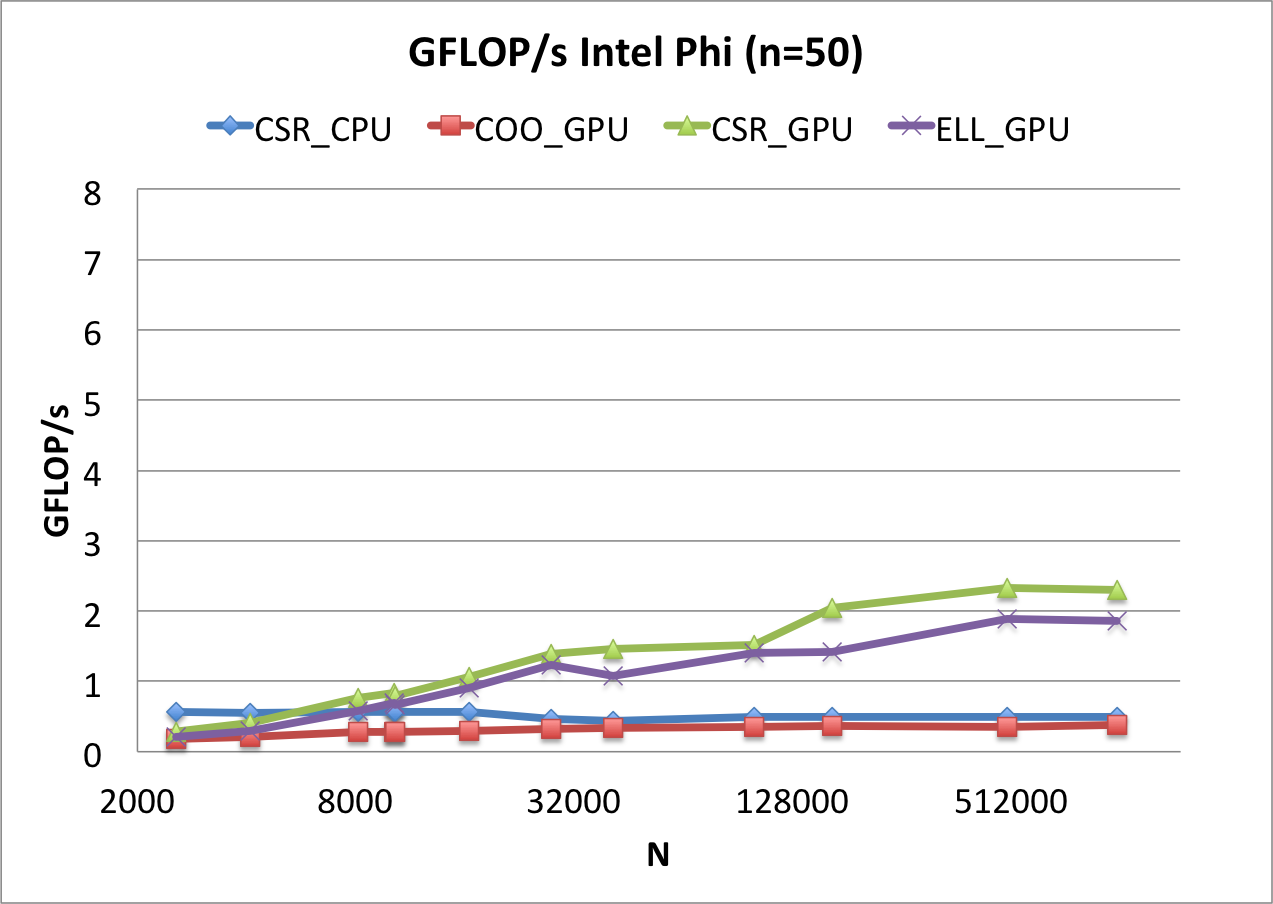 GFLOP/s Intel Phi (n=50)
CSR_CPU COO_GPU CSR_GPU ELL_GPU
8
7
6
5
4
3
2
1
0
GFLOP/s
2000 8000 32000 128000 512000
N